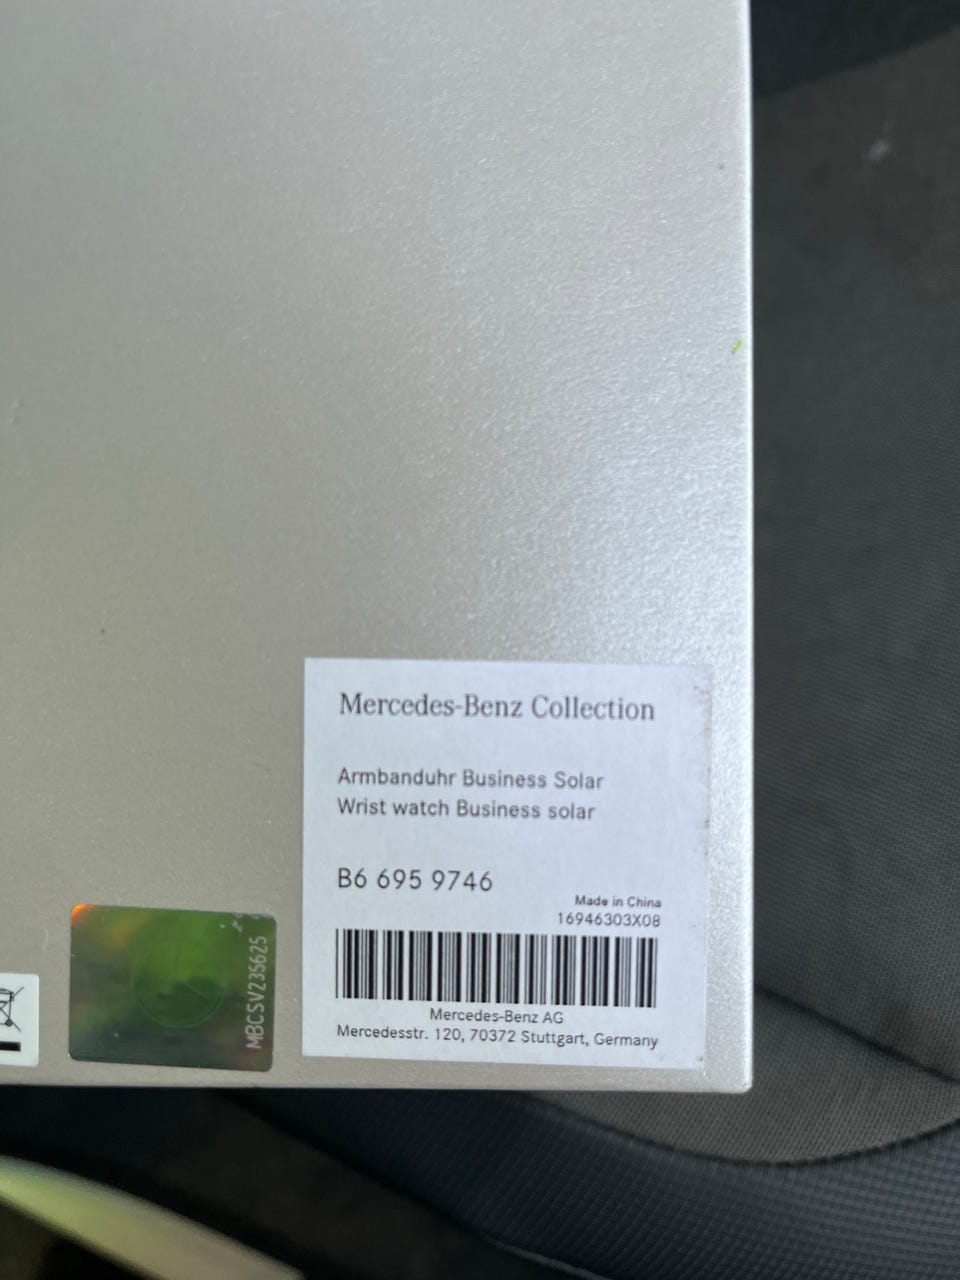 Mercedes-Benz Collection
Armbanduhr Business Solar
Wrist watch Business solar
B6 695 9746
Made in China
16946303X08
Mercedes-Benz AG
Mercedesstr. 120, 70372 Stuttgart, Germany
MBCSV235625